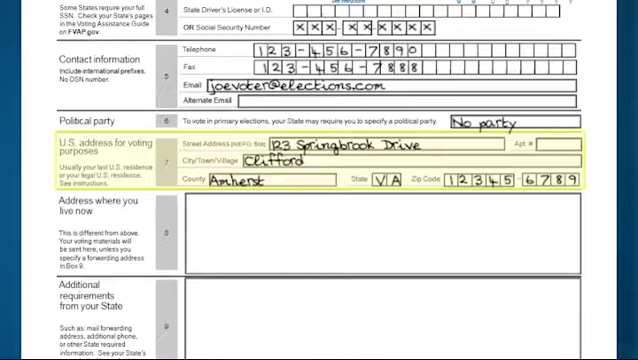 Some States require your full
SSN. Check your State's pages
in the Voting Assistance Guide
on FVAP.gov.
4
State Driver's License or I.D.
OR Social Security Number XXX-XX-XXXX
Contact information
Include international prefixes.
No DSN number.
5
Telephone 123-456-7890
Fax 123-456-7888
Email joevoter@elections.com
Alternate Email
Political party 6 To vote in primary elections, your State may require you to specify a political party. No party
U.S. address for voting
purposes
Usually your last U.S. residence
or your legal U.S. residence.
See instructions.
7
Street Address (Not P.O. Box) 123 Springbrook Drive Apt. #
City/Town/Village Clifford
County Amherst State VA Zip Code 12345-6789
Address where you
live now
This is different from above.
Your voting materials will
be sent here, unless you
specify a forwarding address
in Box 9.
8
Additional
requirements
from your State
Such as: mail forwarding
address, additional phone,
or other State required
information. See your State's
9